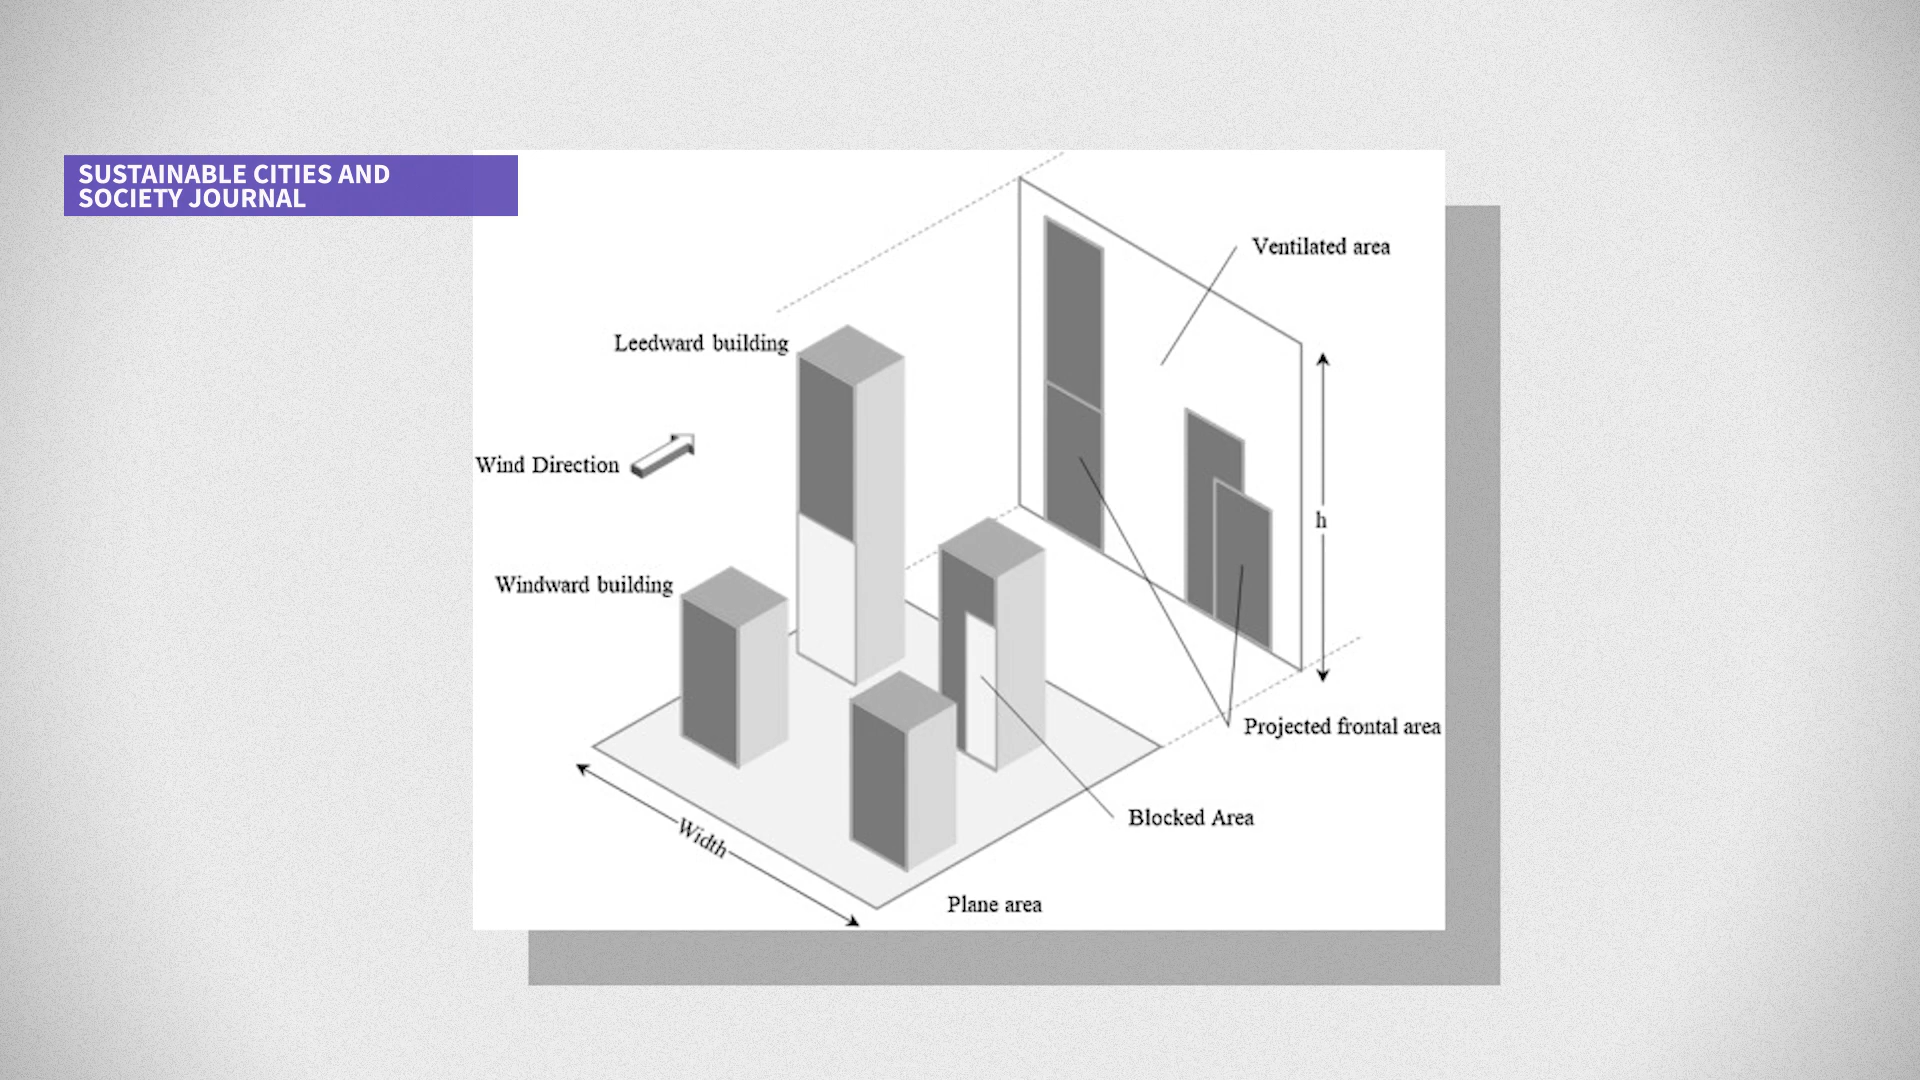 SUSTAINABLE CITIES AND
SOCIETY JOURNAL
Ventilated area
Leedward building
Wind Direction
h
Windward building
Projected frontal area
Blocked Area
Width
Plane area